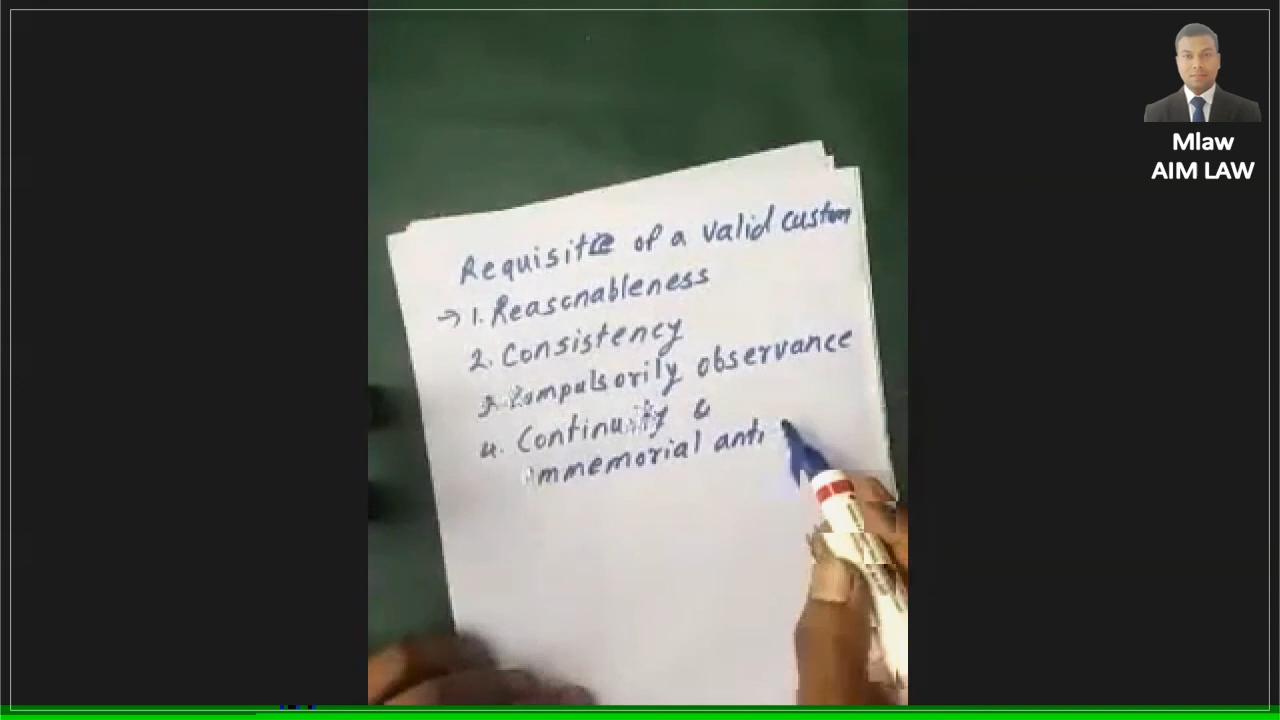 Requisite of a valid custom
→ 1. Reasonableness
2. Consistency
3. Compulsorily observance
4. Continuity &
immemorial anti
Mlaw
AIM LAW